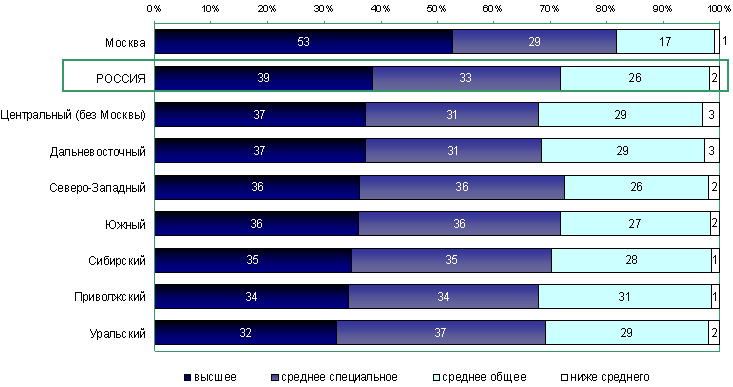 0% 10% 20% 30% 40% 50% 60% 70% 80% 90% 100%
Москва 53 29 17 1
РОССИЯ 39 33 26 2
Центральный (без Москвы) 37 31 29 3
Дальневосточный 37 31 29 3
Северо-Западный 36 36 26 2
Южный 36 36 27 2
Сибирский 35 35 28 1
Приволжский 34 34 31 1
Уральский 32 37 29 2
высшее среднее специальное среднее общее ниже среднего